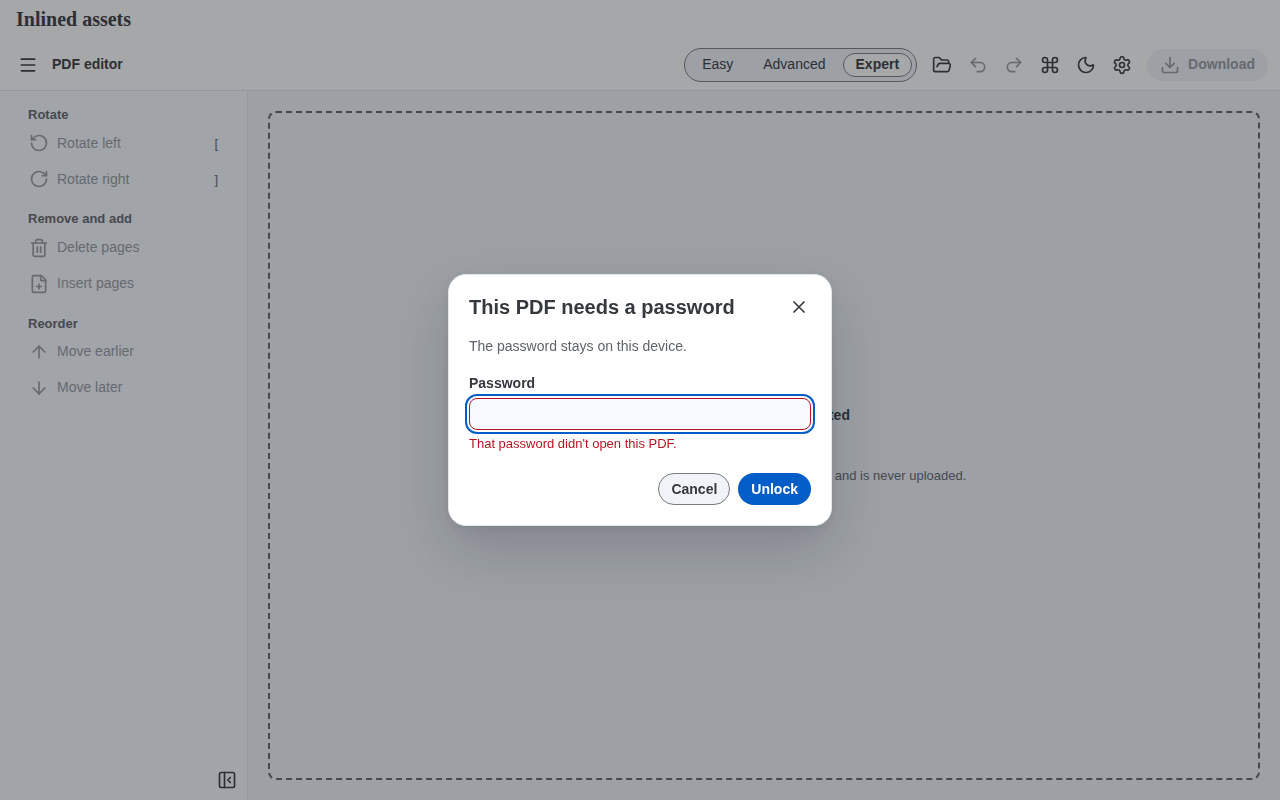 Inlined assets
PDF editor
Easy Advanced Expert
Download
Rotate
Rotate left [
Rotate right ]
Remove and add
Delete pages
Insert pages
Reorder
Move earlier
Move later
This PDF needs a password
The password stays on this device.
Password
That password didn't open this PDF.
Cancel Unlock
and is never uploaded.